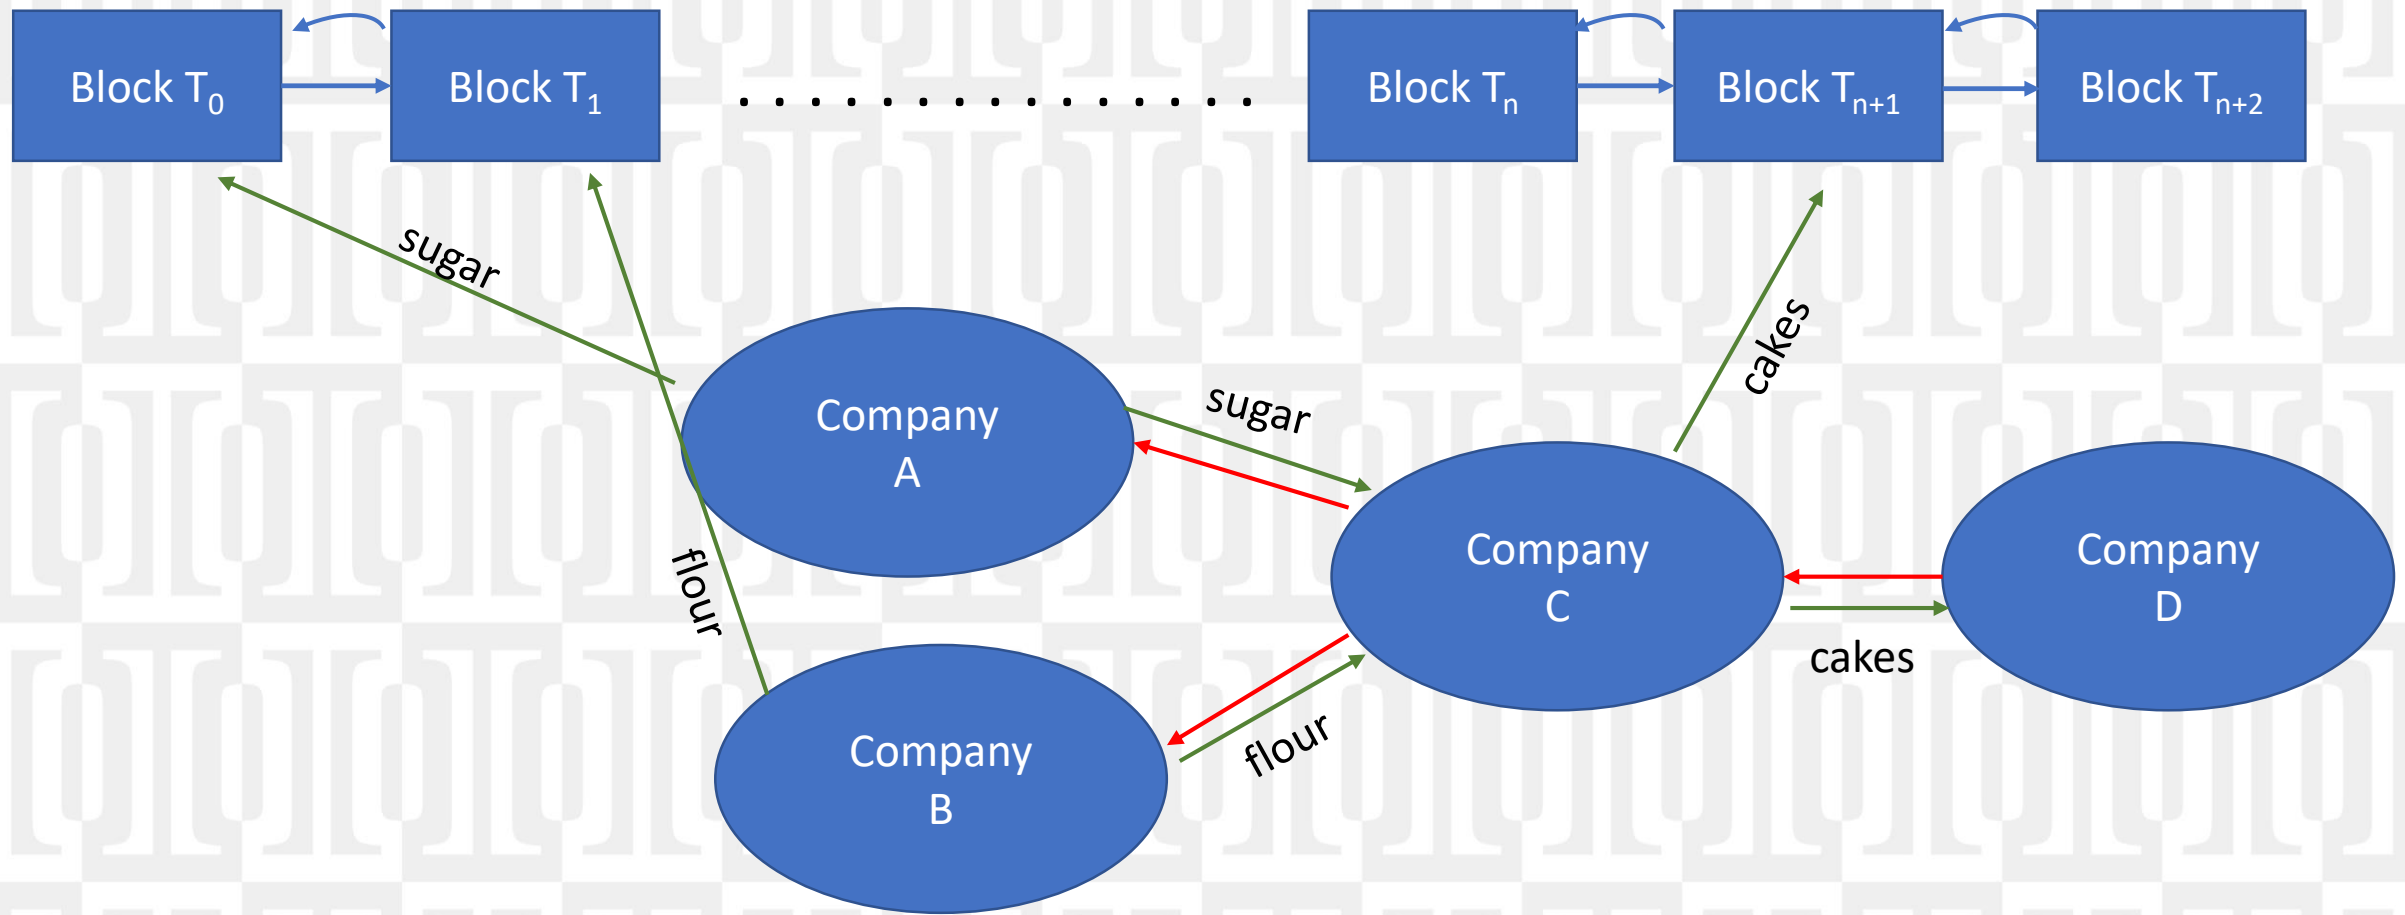 Block T₀
Block T₁
Block Tₙ
Block Tₙ₊₁
Block Tₙ₊₂
sugar
cakes
Company
A
sugar
Company
C
Company
D
flour
cakes
flour
Company
B